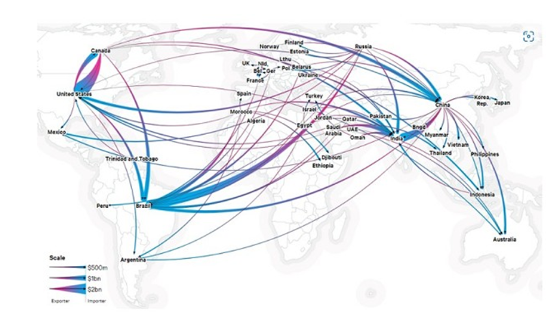 Canada
Norway
Finland
Estonia
Russia
Lthu
UK
Nld.
Bel.
Ger
Pol
Belarus
France
Ukraine
United States
Spain
Turkey
China
Korea
Rep.
Japan
Morocco
Israel
Algeria
Jordan
Qatar
Pakistan
Egypt
Saudi
Arabia
UAE
Oman
India
Bngd
Myanmar
Vietnam
Thailand
Philippines
Mexico
Trinidad and Tobago
Djibouti
Ethiopia
Indonesia
Peru
Brazil
Australia
Argentina
Scale
$500m
$1bn
$2bn
Exporter
Importer